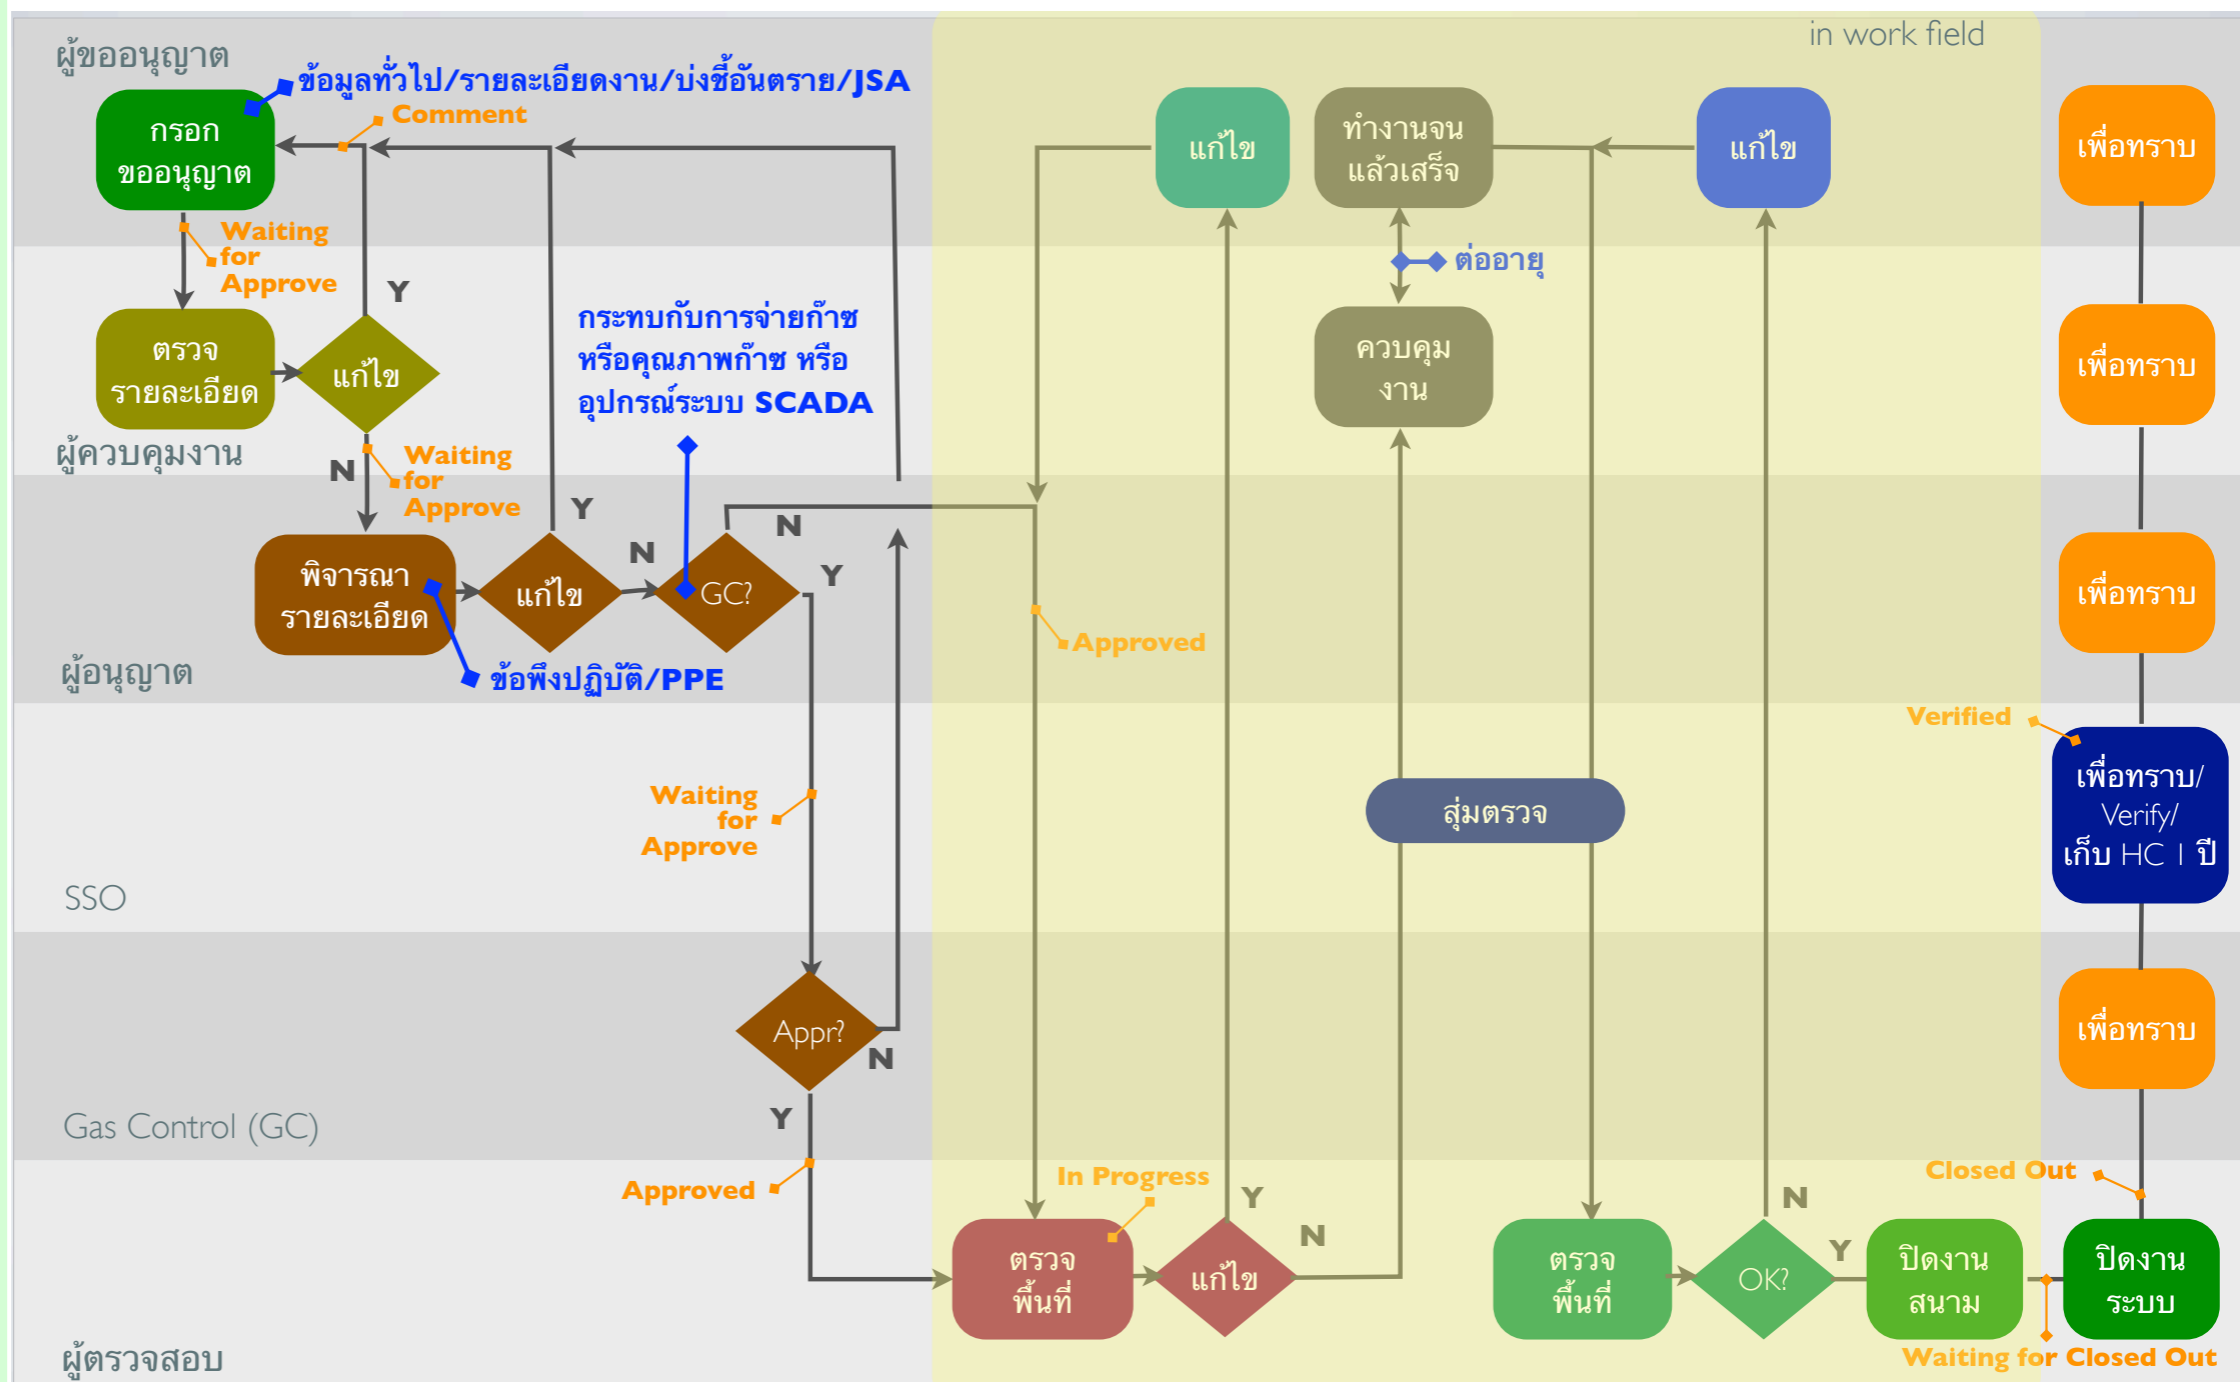 in work field
ผู้ขออนุญาต
ข้อมูลทั่วไป/รายละเอียดงาน/บ่งชี้อันตราย/JSA
Comment
กรอก
ขออนุญาต
แก้ไข
ทำงานจน
แล้วเสร็จ
แก้ไข
เพื่อทราบ
Waiting
for
Approve
Y
ต่ออายุ
กระทบกับการจ่ายก๊าซ
หรือคุณภาพก๊าซ หรือ
อุปกรณ์ระบบ SCADA
ตรวจ
รายละเอียด
แก้ไข
ควบคุม
งาน
เพื่อทราบ
ผู้ควบคุมงาน
N
Waiting
for
Approve
Y
N
N
Y
พิจารณา
รายละเอียด
แก้ไข
GC?
เพื่อทราบ
Approved
ผู้อนุญาต
ข้อพึงปฏิบัติ/PPE
Verified
Waiting
for
Approve
สุ่มตรวจ
เพื่อทราบ/
Verify/
เก็บ HC 1 ปี
SSO
Appr?
N
เพื่อทราบ
Y
Gas Control (GC)
Approved
In Progress
Y
N
N
Y
Closed Out
ตรวจ
พื้นที่
แก้ไข
ตรวจ
พื้นที่
OK?
ปิดงาน
สนาม
ปิดงาน
ระบบ
Waiting for Closed Out
ผู้ตรวจสอบ